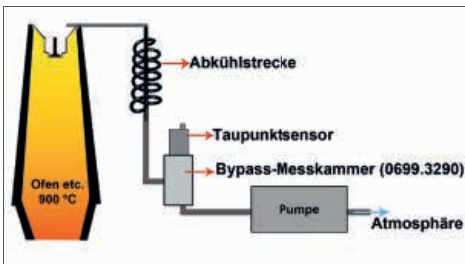 Abkühlstrecke
Taupunktsensor
Bypass-Messkammer (0699.3290)
Ofen etc.
900 °C
Pumpe
Atmosphäre